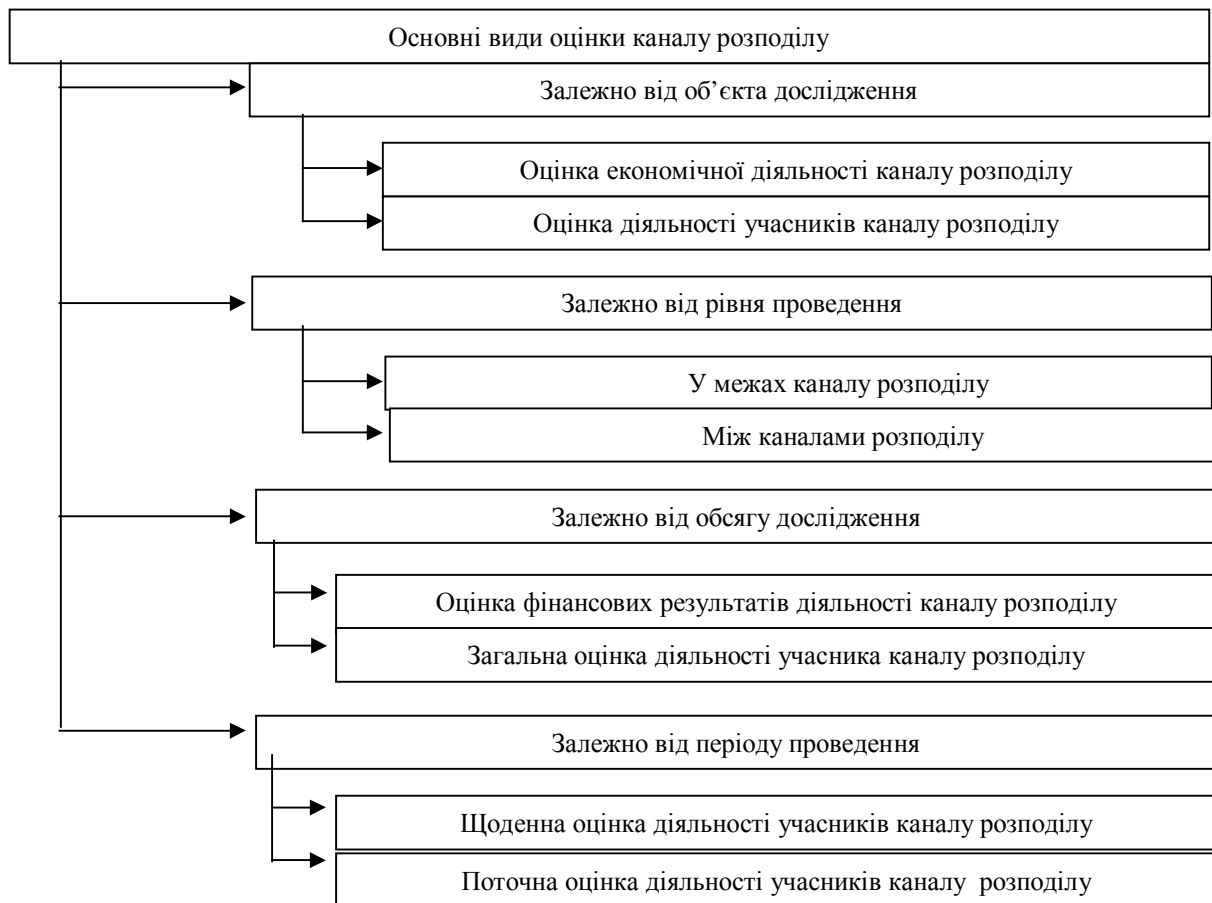 Основні види оцінки каналу розподілу
Залежно від об’єкта дослідження
Оцінка економічної діяльності каналу розподілу
Оцінка діяльності учасників каналу розподілу
Залежно від рівня проведення
У межах каналу розподілу
Між каналами розподілу
Залежно від обсягу дослідження
Оцінка фінансових результатів діяльності каналу розподілу
Загальна оцінка діяльності учасника каналу розподілу
Залежно від періоду проведення
Щоденна оцінка діяльності учасників каналу розподілу
Поточна оцінка діяльності учасників каналу розподілу